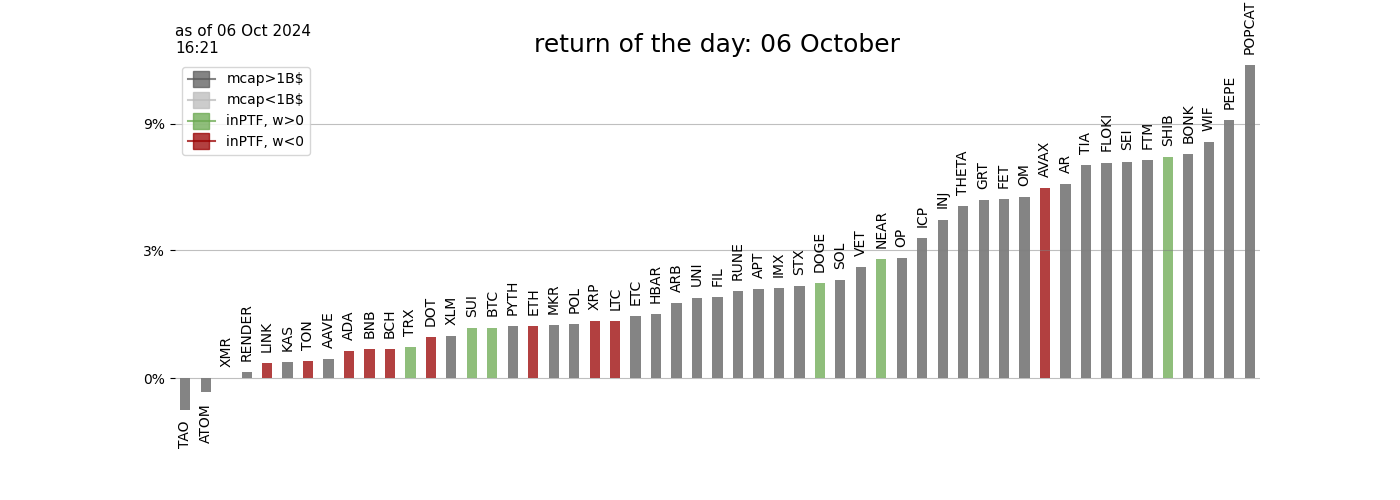 as of 06 Oct 2024
16:21
return of the day: 06 October
mcap>1B$
mcap<1B$
inPTF, w>0
inPTF, w<0
9%
3%
0%
TAO
ATOM
XMR
RENDER
LINK
KAS
TON
AAVE
ADA
BNB
BCH
TRX
DOT
XLM
SUI
BTC
PYTH
ETH
MKR
POL
XRP
LTC
ETC
HBAR
ARB
UNI
FIL
RUNE
APT
IMX
STX
DOGE
SOL
VET
NEAR
OP
ICP
INJ
THETA
GRT
FET
OM
AVAX
AR
TIA
FLOKI
SEI
FTM
SHIB
BONK
WIF
PEPE
POPCAT